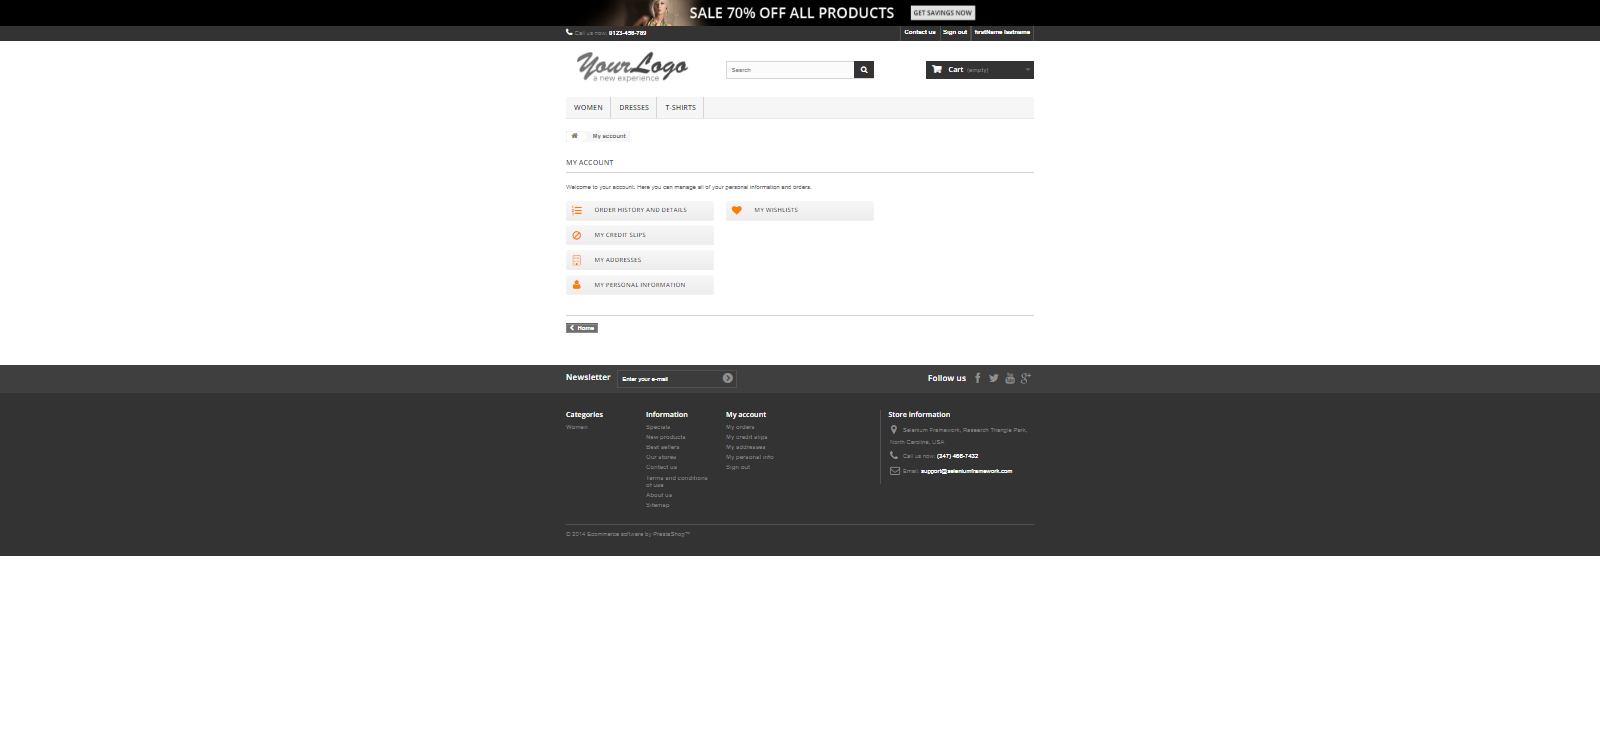 SALE 70% OFF ALL PRODUCTS GET SAVINGS NOW
Call us now: 0123-456-789 Contact us Sign out firstName lastname
YourLogo
a new experience
Search
Cart (empty)
WOMEN DRESSES T-SHIRTS
My account
MY ACCOUNT
Welcome to your account. Here you can manage all of your personal information and orders.
ORDER HISTORY AND DETAILS
MY WISHLISTS
MY CREDIT SLIPS
MY ADDRESSES
MY PERSONAL INFORMATION
Home
Newsletter Enter your e-mail Follow us
Categories
Women
Information
Specials
New products
Best sellers
Our stores
Contact us
Terms and conditions
of use
About us
Sitemap
My account
My orders
My credit slips
My addresses
My personal info
Sign out
Store information
Selenium Framework, Research Triangle Park,
North Carolina, USA
Call us now: (347) 466-7432
Email: support@seleniumframework.com
© 2014 Ecommerce software by PrestaShop™